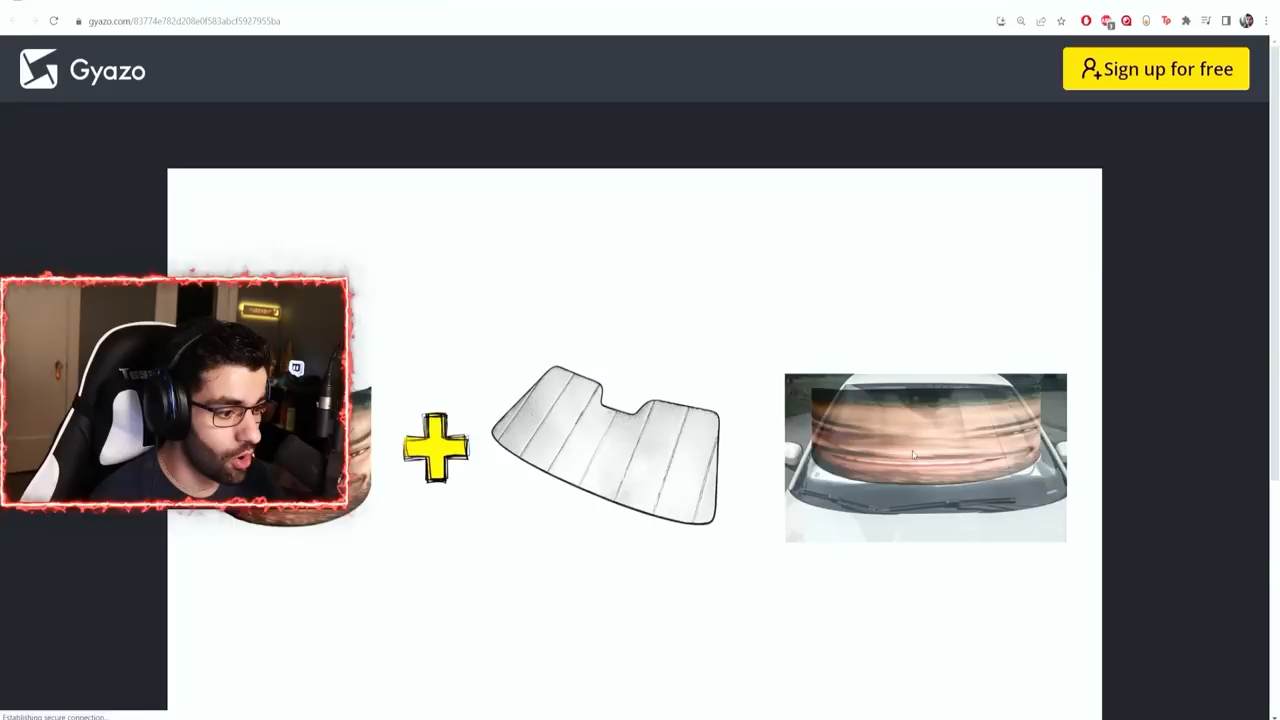 gyazo.com/83774e782d208e0f583abcf5927955ba
Gyazo
Sign up for free
Establishing secure connection...